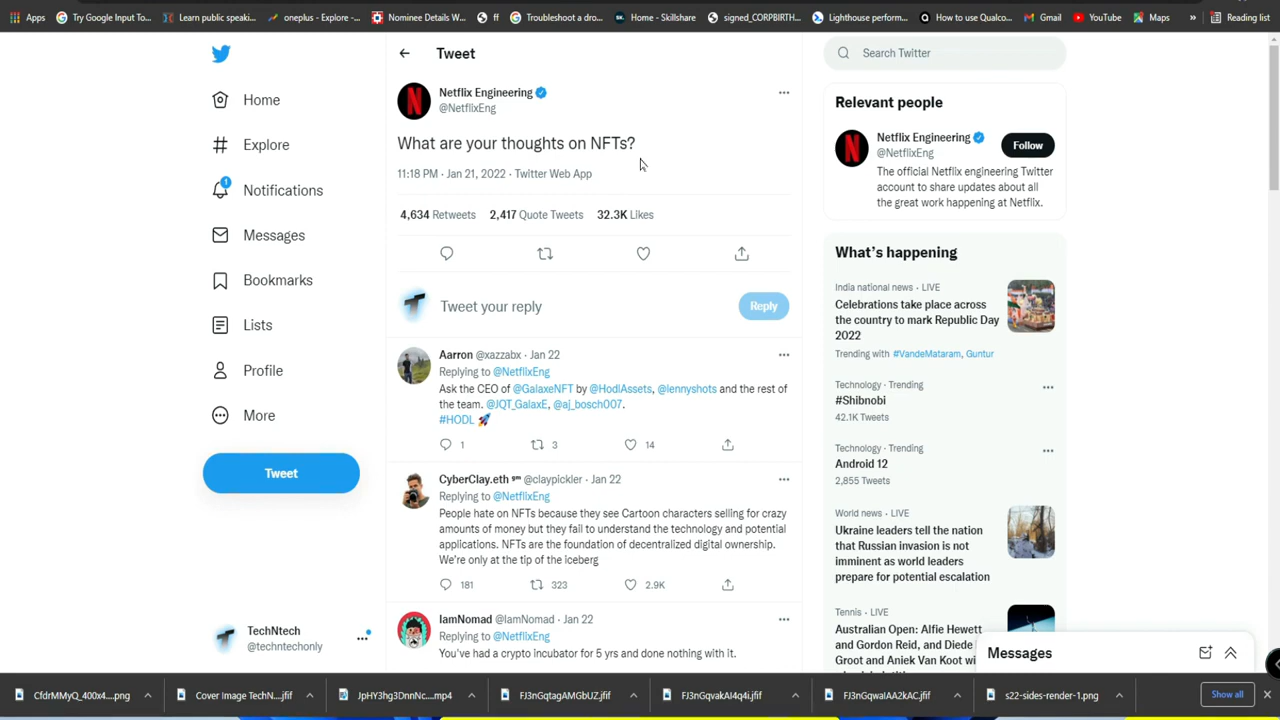 Apps
Try Google Input To...
Learn public speaki...
oneplus - Explore -...
Nominee Details W...
ff
Troubleshoot a dro...
Home - Skillshare
signed_CORPBIRTH...
Lighthouse perform...
How to use Qualco...
Gmail
YouTube
Maps
»
Reading list
Home
Explore
1
Notifications
Messages
Bookmarks
Lists
Profile
More
Tweet
TechNtech
@techntechonly
Tweet
Netflix Engineering
@NetflixEng
What are your thoughts on NFTs?
11:18 PM · Jan 21, 2022 · Twitter Web App
4,634 Retweets 2,417 Quote Tweets 32.3K Likes
Tweet your reply
Reply
Aarron @xazzabx · Jan 22
Replying to @NetflixEng
Ask the CEO of @GalaxeNFT by @HodlAssets, @lennyshots and the rest of
the team. @JQT_GalaxE, @aj_bosch007.
#HODL 🚀
1 3 14
CyberClay.eth @claypickler · Jan 22
Replying to @NetflixEng
People hate on NFTs because they see Cartoon characters selling for crazy
amounts of money but they fail to understand the technology and potential
applications. NFTs are the foundation of decentralized digital ownership.
We're only at the tip of the iceberg
181 323 2.9K
IamNomad @IamNomad · Jan 22
Replying to @NetflixEng
You've had a crypto incubator for 5 yrs and done nothing with it.
Search Twitter
Relevant people
Netflix Engineering
@NetflixEng
Follow
The official Netflix engineering Twitter
account to share updates about all
the great work happening at Netflix.
What's happening
India national news · LIVE
Celebrations take place across
the country to mark Republic Day
2022
Trending with #VandeMataram, Guntur
Technology · Trending
#Shibnobi
42.1K Tweets
Technology · Trending
Android 12
2,855 Tweets
World news · LIVE
Ukraine leaders tell the nation
that Russian invasion is not
imminent as world leaders
prepare for potential escalation
Tennis · LIVE
Australian Open: Alfie Hewett
and Gordon Reid, and Diede
Groot and Aniek Van Koot wi
Messages
CfdrMMyQ_400x4....png
Cover Image TechN....jfif
JpHY3hg3DnnNc....mp4
FJ3nGqtagAMGbUZ.jfif
FJ3nGqvakAI4q4i.jfif
FJ3nGqwaIAA2kAC.jfif
s22-sides-render-1.png
Show all